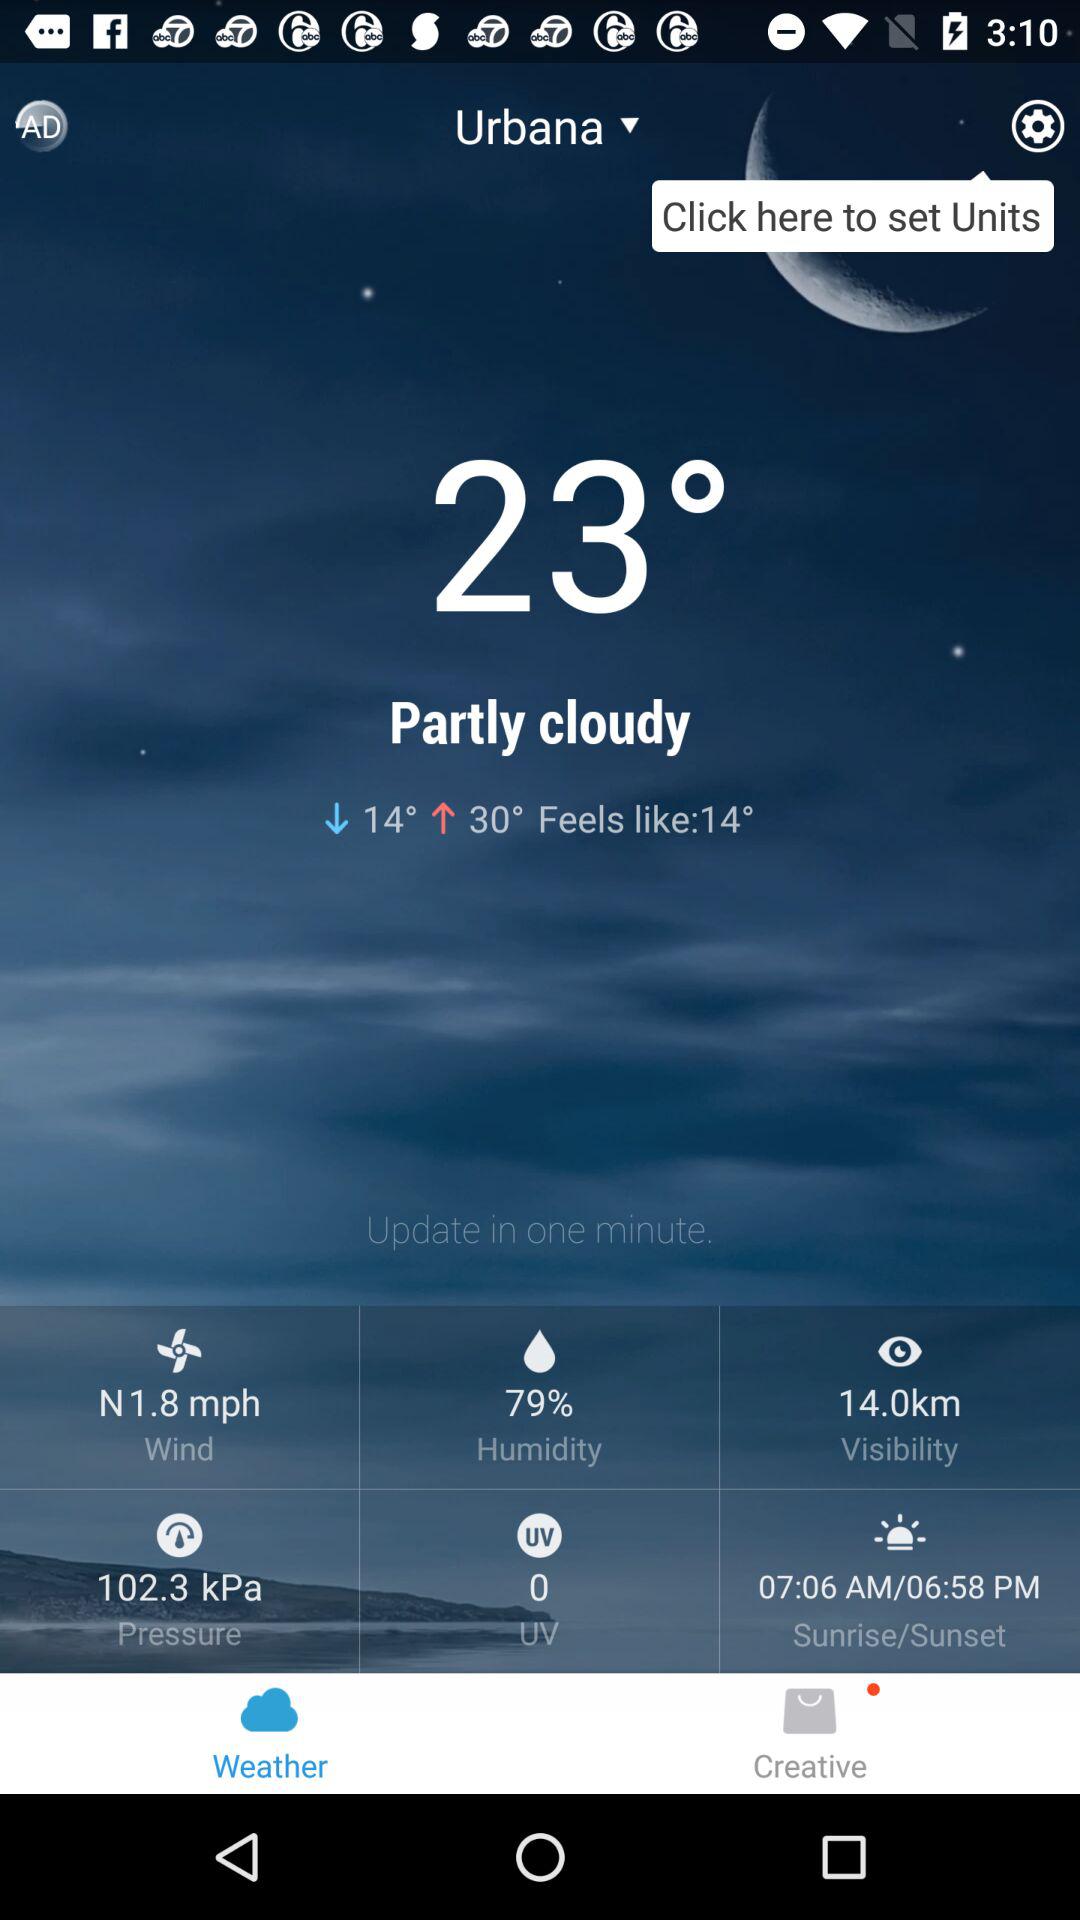 3:10
AD
Urbana
Click here to set Units
23°
Partly cloudy
14° 30° Feels like:14°
Update in one minute.
N1.8 mph
Wind
79%
Humidity
14.0km
Visibility
102.3 kPa
Pressure
UV
0
UV
07:06 AM/06:58 PM
Sunrise/Sunset
Weather
Creative